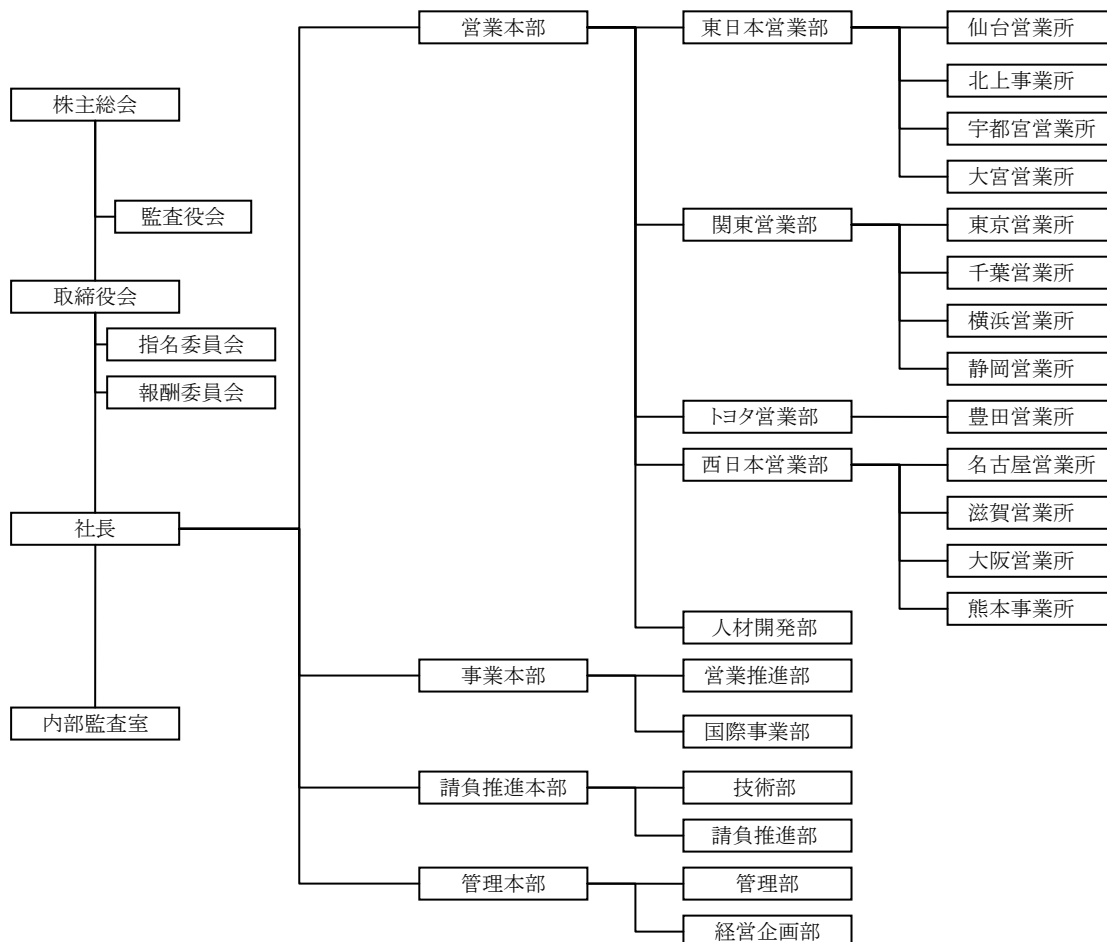 株主総会
監査役会
取締役会
指名委員会
報酬委員会
社長
内部監査室
営業本部
東日本営業部
仙台営業所
北上事業所
宇都宮営業所
大宮営業所
関東営業部
東京営業所
千葉営業所
横浜営業所
静岡営業所
トヨタ営業部
豊田営業所
西日本営業部
名古屋営業所
滋賀営業所
大阪営業所
熊本事業所
人材開発部
事業本部
営業推進部
国際事業部
請負推進本部
技術部
請負推進部
管理本部
管理部
経営企画部